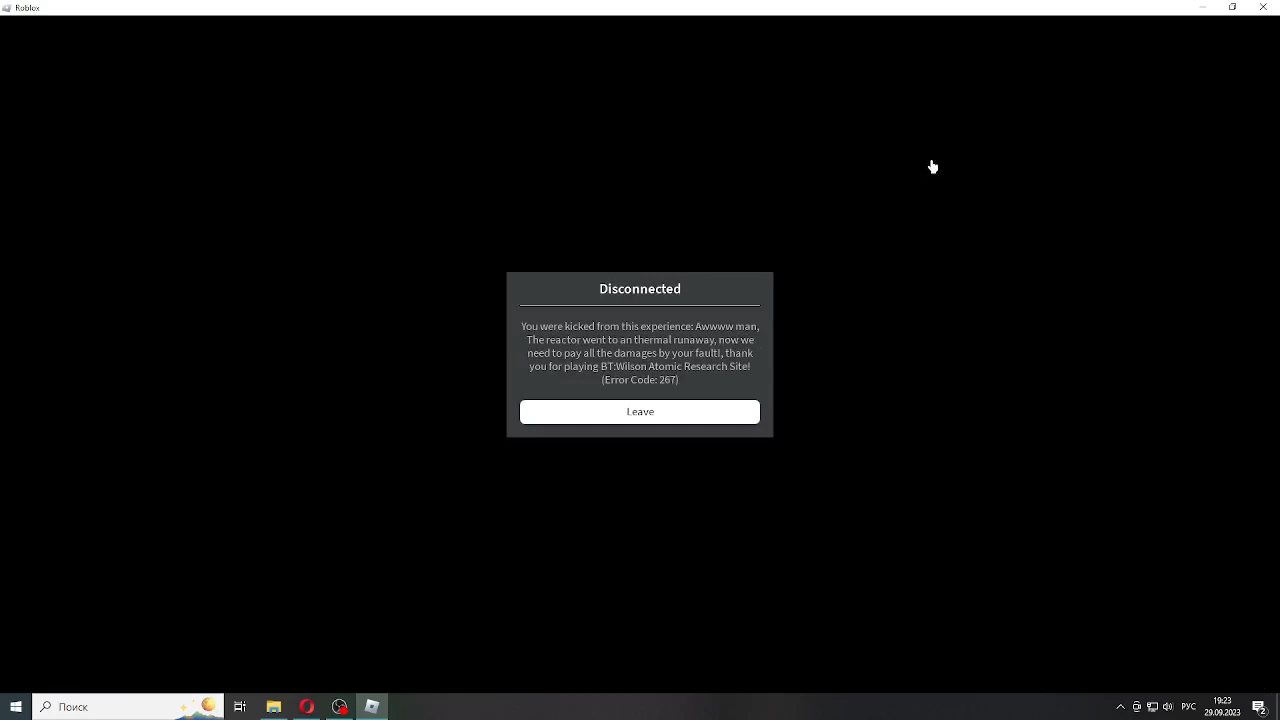 Roblox
Disconnected
You were kicked from this experience: Awwww man,
The reactor went to an thermal runaway, now we
need to pay all the damages by your fault!, thank
you for playing BT:Wilson Atomic Research Site!
(Error Code: 267)
Leave
Поиск
РУС
19:23
29.09.2023
2